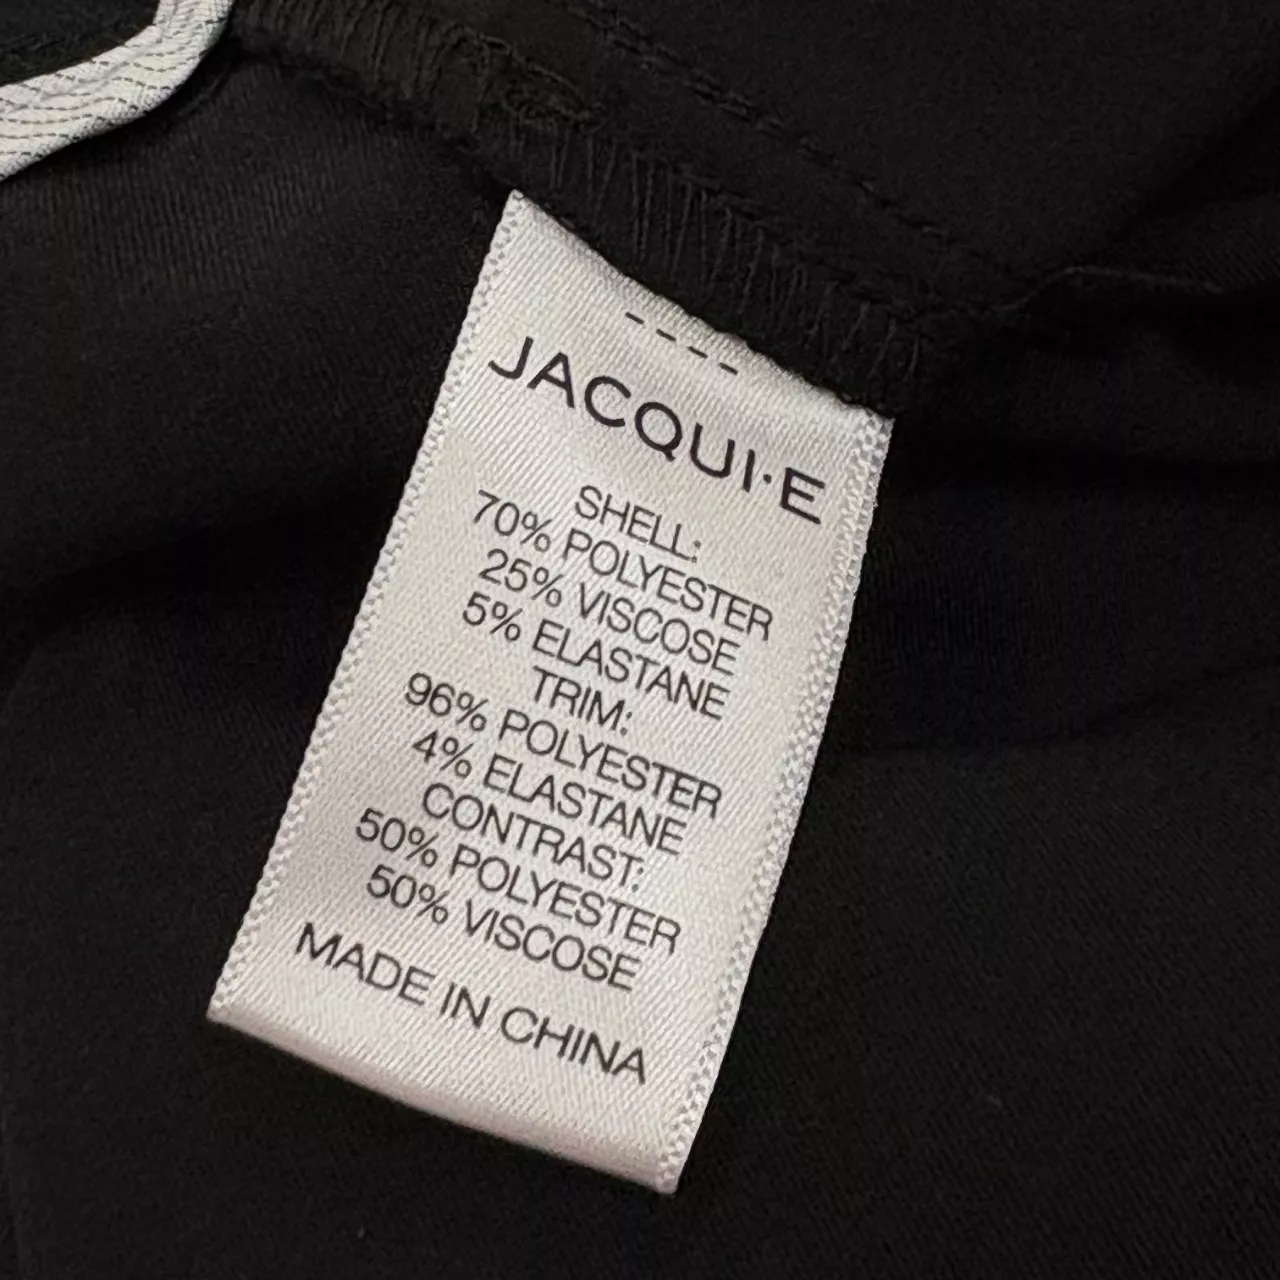 JACQUI·E
SHELL:
70% POLYESTER
25% VISCOSE
5% ELASTANE
TRIM:
96% POLYESTER
4% ELASTANE
CONTRAST:
50% POLYESTER
50% VISCOSE
MADE IN CHINA